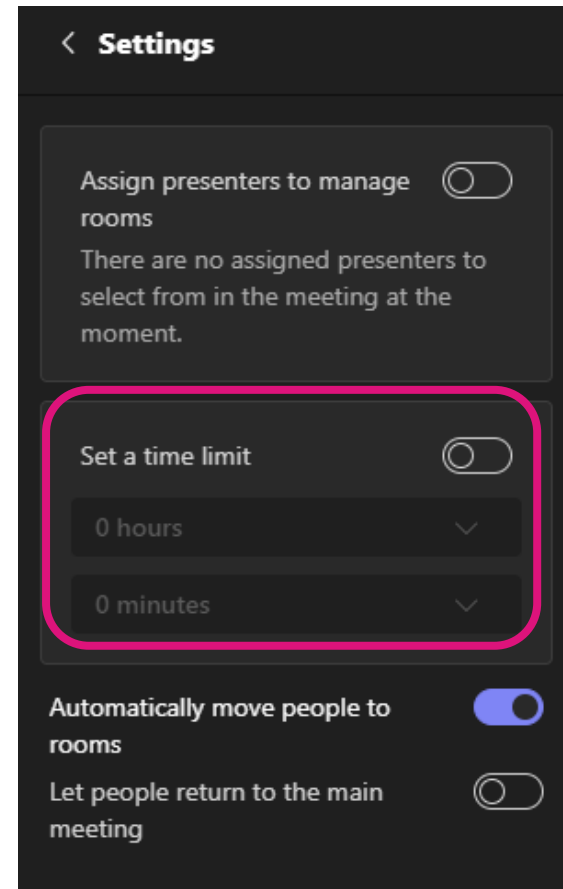 Settings
Assign presenters to manage
rooms
There are no assigned presenters to
select from in the meeting at the
moment.
Set a time limit
0 hours
0 minutes
Automatically move people to
rooms
Let people return to the main
meeting